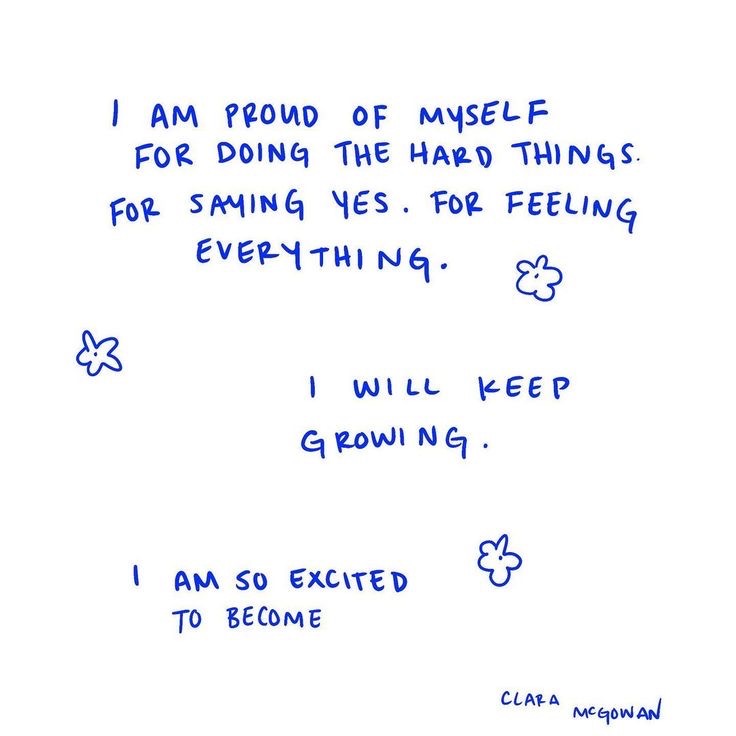 I AM PROUD OF MYSELF
FOR DOING THE HARD THINGS.
FOR SAYING YES. FOR FEELING
EVERYTHING.
I WILL KEEP
GROWING.
I AM SO EXCITED
TO BECOME
CLARA MCGOWAN